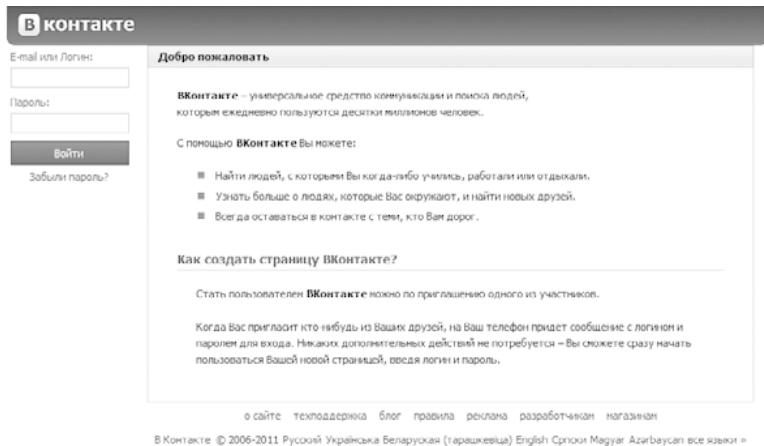 В контакте
E-mail или Логин:
Пароль:
Войти
Забыли пароль?
Добро пожаловать
ВКонтакте – универсальное средство коммуникации и поиска людей,
которым ежедневно пользуются десятки миллионов человек.
С помощью ВКонтакте Вы можете:
Найти людей, с которыми Вы когда-либо учились, работали или отдыхали.
Узнать больше о людях, которые Вас окружают, и найти новых друзей.
Всегда оставаться в контакте с теми, кто Вам дорог.
Как создать страницу ВКонтакте?
Стать пользователем ВКонтакте можно по приглашению одного из участников.
Когда Вас пригласит кто-нибудь из Ваших друзей, на Ваш телефон придет сообщение с логином и
паролем для входа. Никаких дополнительных действий не потребуется – Вы сможете сразу начать
пользоваться Вашей новой страницей, введя логин и пароль.
о сайте техподдержка блог правила реклама разработчикам магазинам
В Контакте © 2006-2011 Русский Українська Беларуская (тарашкевiца) English Српски Magyar Azərbaycan все языки »